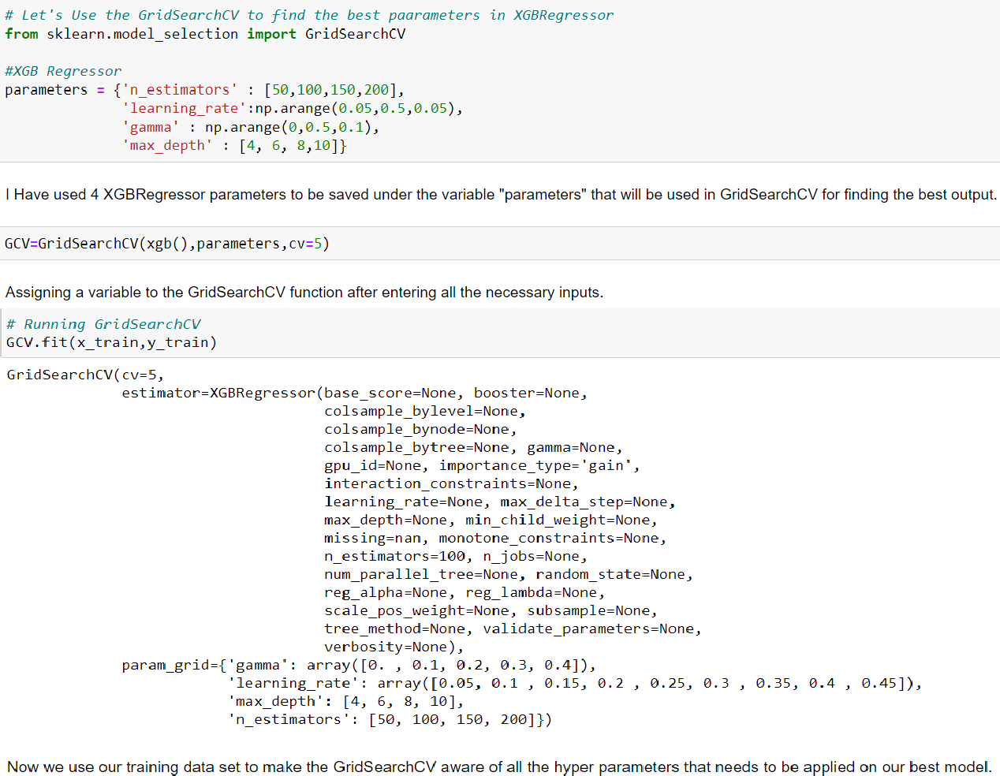 # Let's Use the GridSearchCV to find the best paarameters in XGBRegressor
from sklearn.model_selection import GridSearchCV
#XGB Regressor
parameters = {'n_estimators' : [50,100,150,200],
'learning_rate':np.arange(0.05,0.5,0.05),
'gamma' : np.arange(0,0.5,0.1),
'max_depth' : [4, 6, 8,10]}
I Have used 4 XGBRegressor parameters to be saved under the variable "parameters" that will be used in GridSearchCV for finding the best output.
GCV=GridSearchCV(xgb(),parameters,cv=5)
Assigning a variable to the GridSearchCV function after entering all the necessary inputs.
# Running GridSearchCV
GCV.fit(x_train,y_train)
GridSearchCV(cv=5,
estimator=XGBRegressor(base_score=None, booster=None,
colsample_bylevel=None,
colsample_bynode=None,
colsample_bytree=None, gamma=None,
gpu_id=None, importance_type='gain',
interaction_constraints=None,
learning_rate=None, max_delta_step=None,
max_depth=None, min_child_weight=None,
missing=nan, monotone_constraints=None,
n_estimators=100, n_jobs=None,
num_parallel_tree=None, random_state=None,
reg_alpha=None, reg_lambda=None,
scale_pos_weight=None, subsample=None,
tree_method=None, validate_parameters=None,
verbosity=None),
param_grid={'gamma': array([0. , 0.1, 0.2, 0.3, 0.4]),
'learning_rate': array([0.05, 0.1 , 0.15, 0.2 , 0.25, 0.3 , 0.35, 0.4 , 0.45]),
'max_depth': [4, 6, 8, 10],
'n_estimators': [50, 100, 150, 200]})
Now we use our training data set to make the GridSearchCV aware of all the hyper parameters that needs to be applied on our best model.